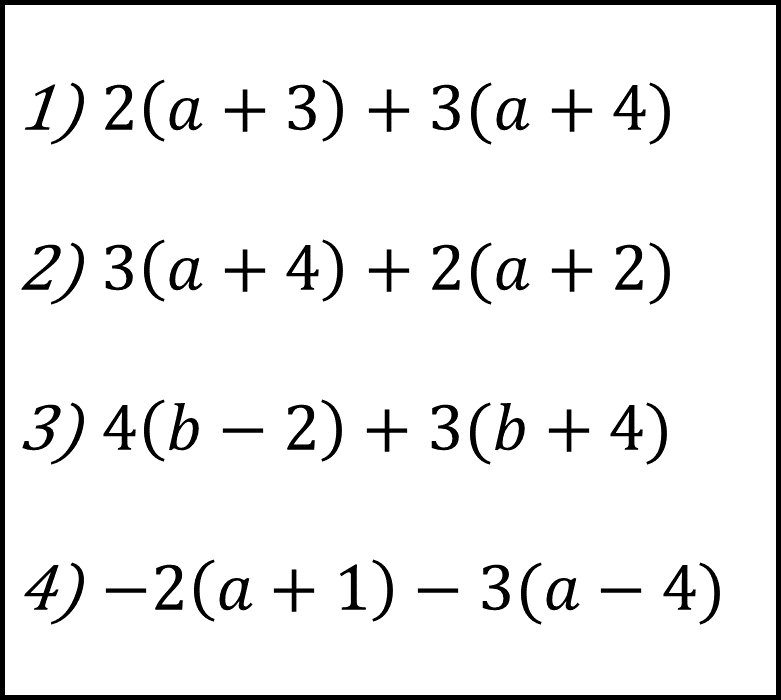 1) 2(a + 3) + 3(a + 4)
2) 3(a + 4) + 2(a + 2)
3) 4(b − 2) + 3(b + 4)
4) −2(a + 1) − 3(a − 4)